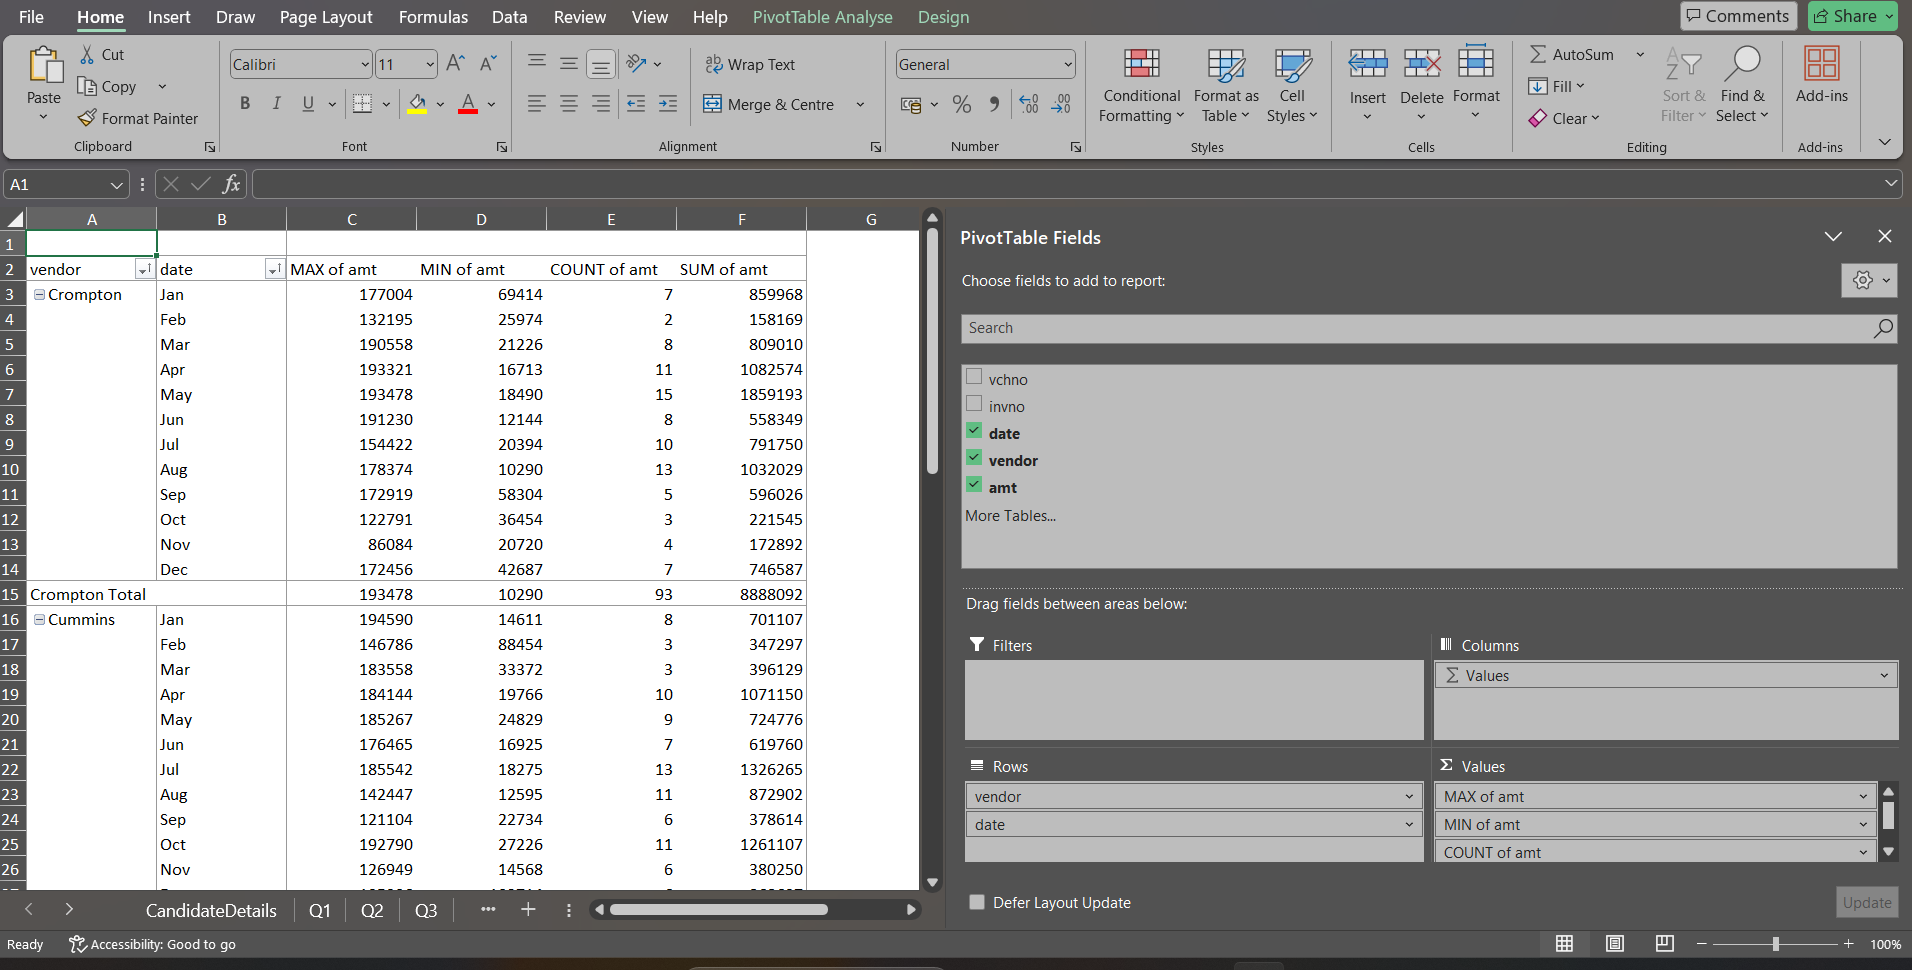 File Home Insert Draw Page Layout Formulas Data Review View Help PivotTable Analyse Design Comments Share
Paste Cut Copy Format Painter Clipboard
Calibri 11 B I U A Font
Wrap Text Merge & Centre Alignment
General % Number
Conditional Formatting Format as Table Cell Styles Styles
Insert Delete Format Cells
AutoSum Fill Clear Sort & Filter Find & Select Editing
Add-ins Add-ins
A1 fx
A B C D E F G
1
2 vendor date MAX of amt MIN of amt COUNT of amt SUM of amt
3 Crompton Jan 177004 69414 7 859968
4 Feb 132195 25974 2 158169
5 Mar 190558 21226 8 809010
6 Apr 193321 16713 11 1082574
7 May 193478 18490 15 1859193
8 Jun 191230 12144 8 558349
9 Jul 154422 20394 10 791750
10 Aug 178374 10290 13 1032029
11 Sep 172919 58304 5 596026
12 Oct 122791 36454 3 221545
13 Nov 86084 20720 4 172892
14 Dec 172456 42687 7 746587
15 Crompton Total 193478 10290 93 8888092
16 Cummins Jan 194590 14611 8 701107
17 Feb 146786 88454 3 347297
18 Mar 183558 33372 3 396129
19 Apr 184144 19766 10 1071150
20 May 185267 24829 9 724776
21 Jun 176465 16925 7 619760
22 Jul 185542 18275 13 1326265
23 Aug 142447 12595 11 872902
24 Sep 121104 22734 6 378614
25 Oct 192790 27226 11 1261107
26 Nov 126949 14568 6 380250
CandidateDetails Q1 Q2 Q3 ...
PivotTable Fields
Choose fields to add to report:
Search
vchno
invno
date
vendor
amt
More Tables...
Drag fields between areas below:
Filters
Columns
Σ Values
Rows
vendor
date
Σ Values
MAX of amt
MIN of amt
COUNT of amt
Defer Layout Update Update
Ready Accessibility: Good to go 100%